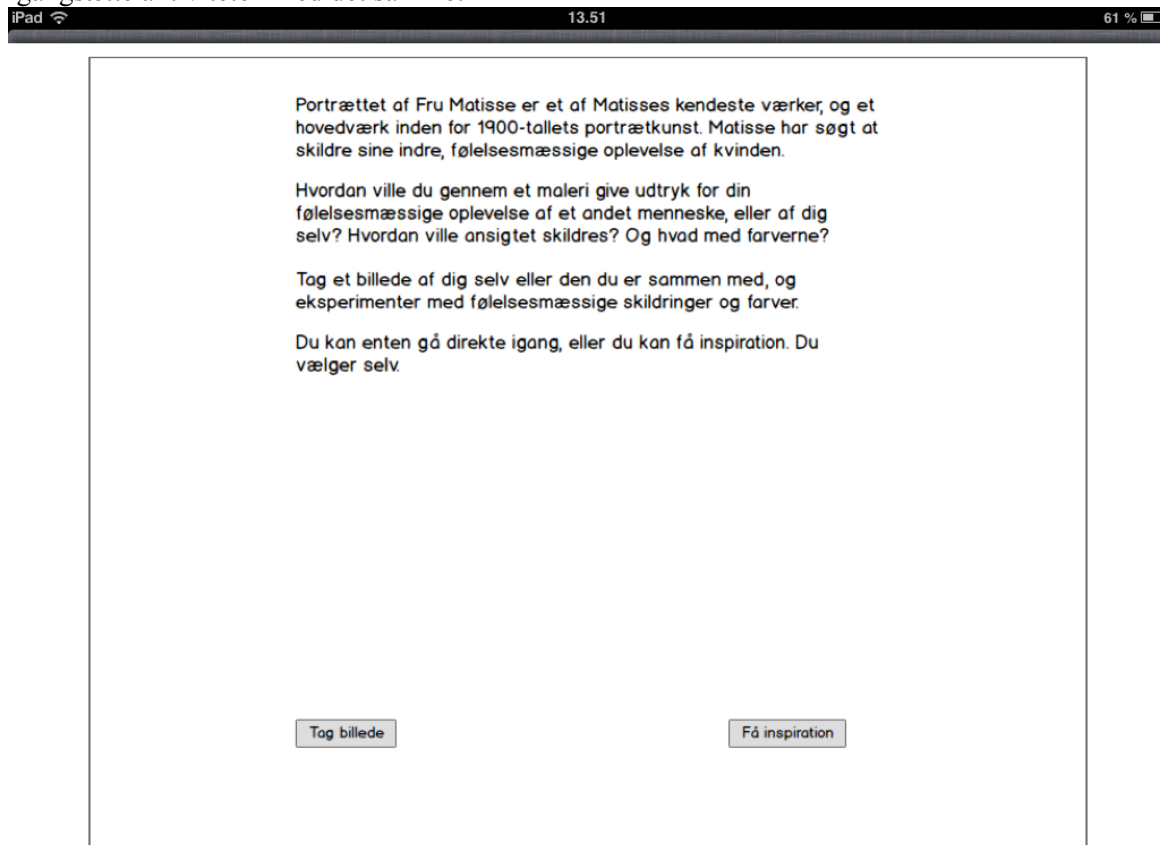 iPad 13.51 61 %
Portrættet af Fru Matisse er et af Matisses kendeste værker, og et
hovedværk inden for 1900-tallets portrætkunst. Matisse har søgt at
skildre sine indre, følelsesmæssige oplevelse af kvinden.
Hvordan ville du gennem et maleri give udtryk for din
følelsesmæssige oplevelse af et andet menneske, eller af dig
selv? Hvordan ville ansigtet skildres? Og hvad med farverne?
Tag et billede af dig selv eller den du er sammen med, og
eksperimenter med følelsesmæssige skildringer og farver.
Du kan enten gå direkte igang, eller du kan få inspiration. Du
vælger selv.
Tag billede Få inspiration